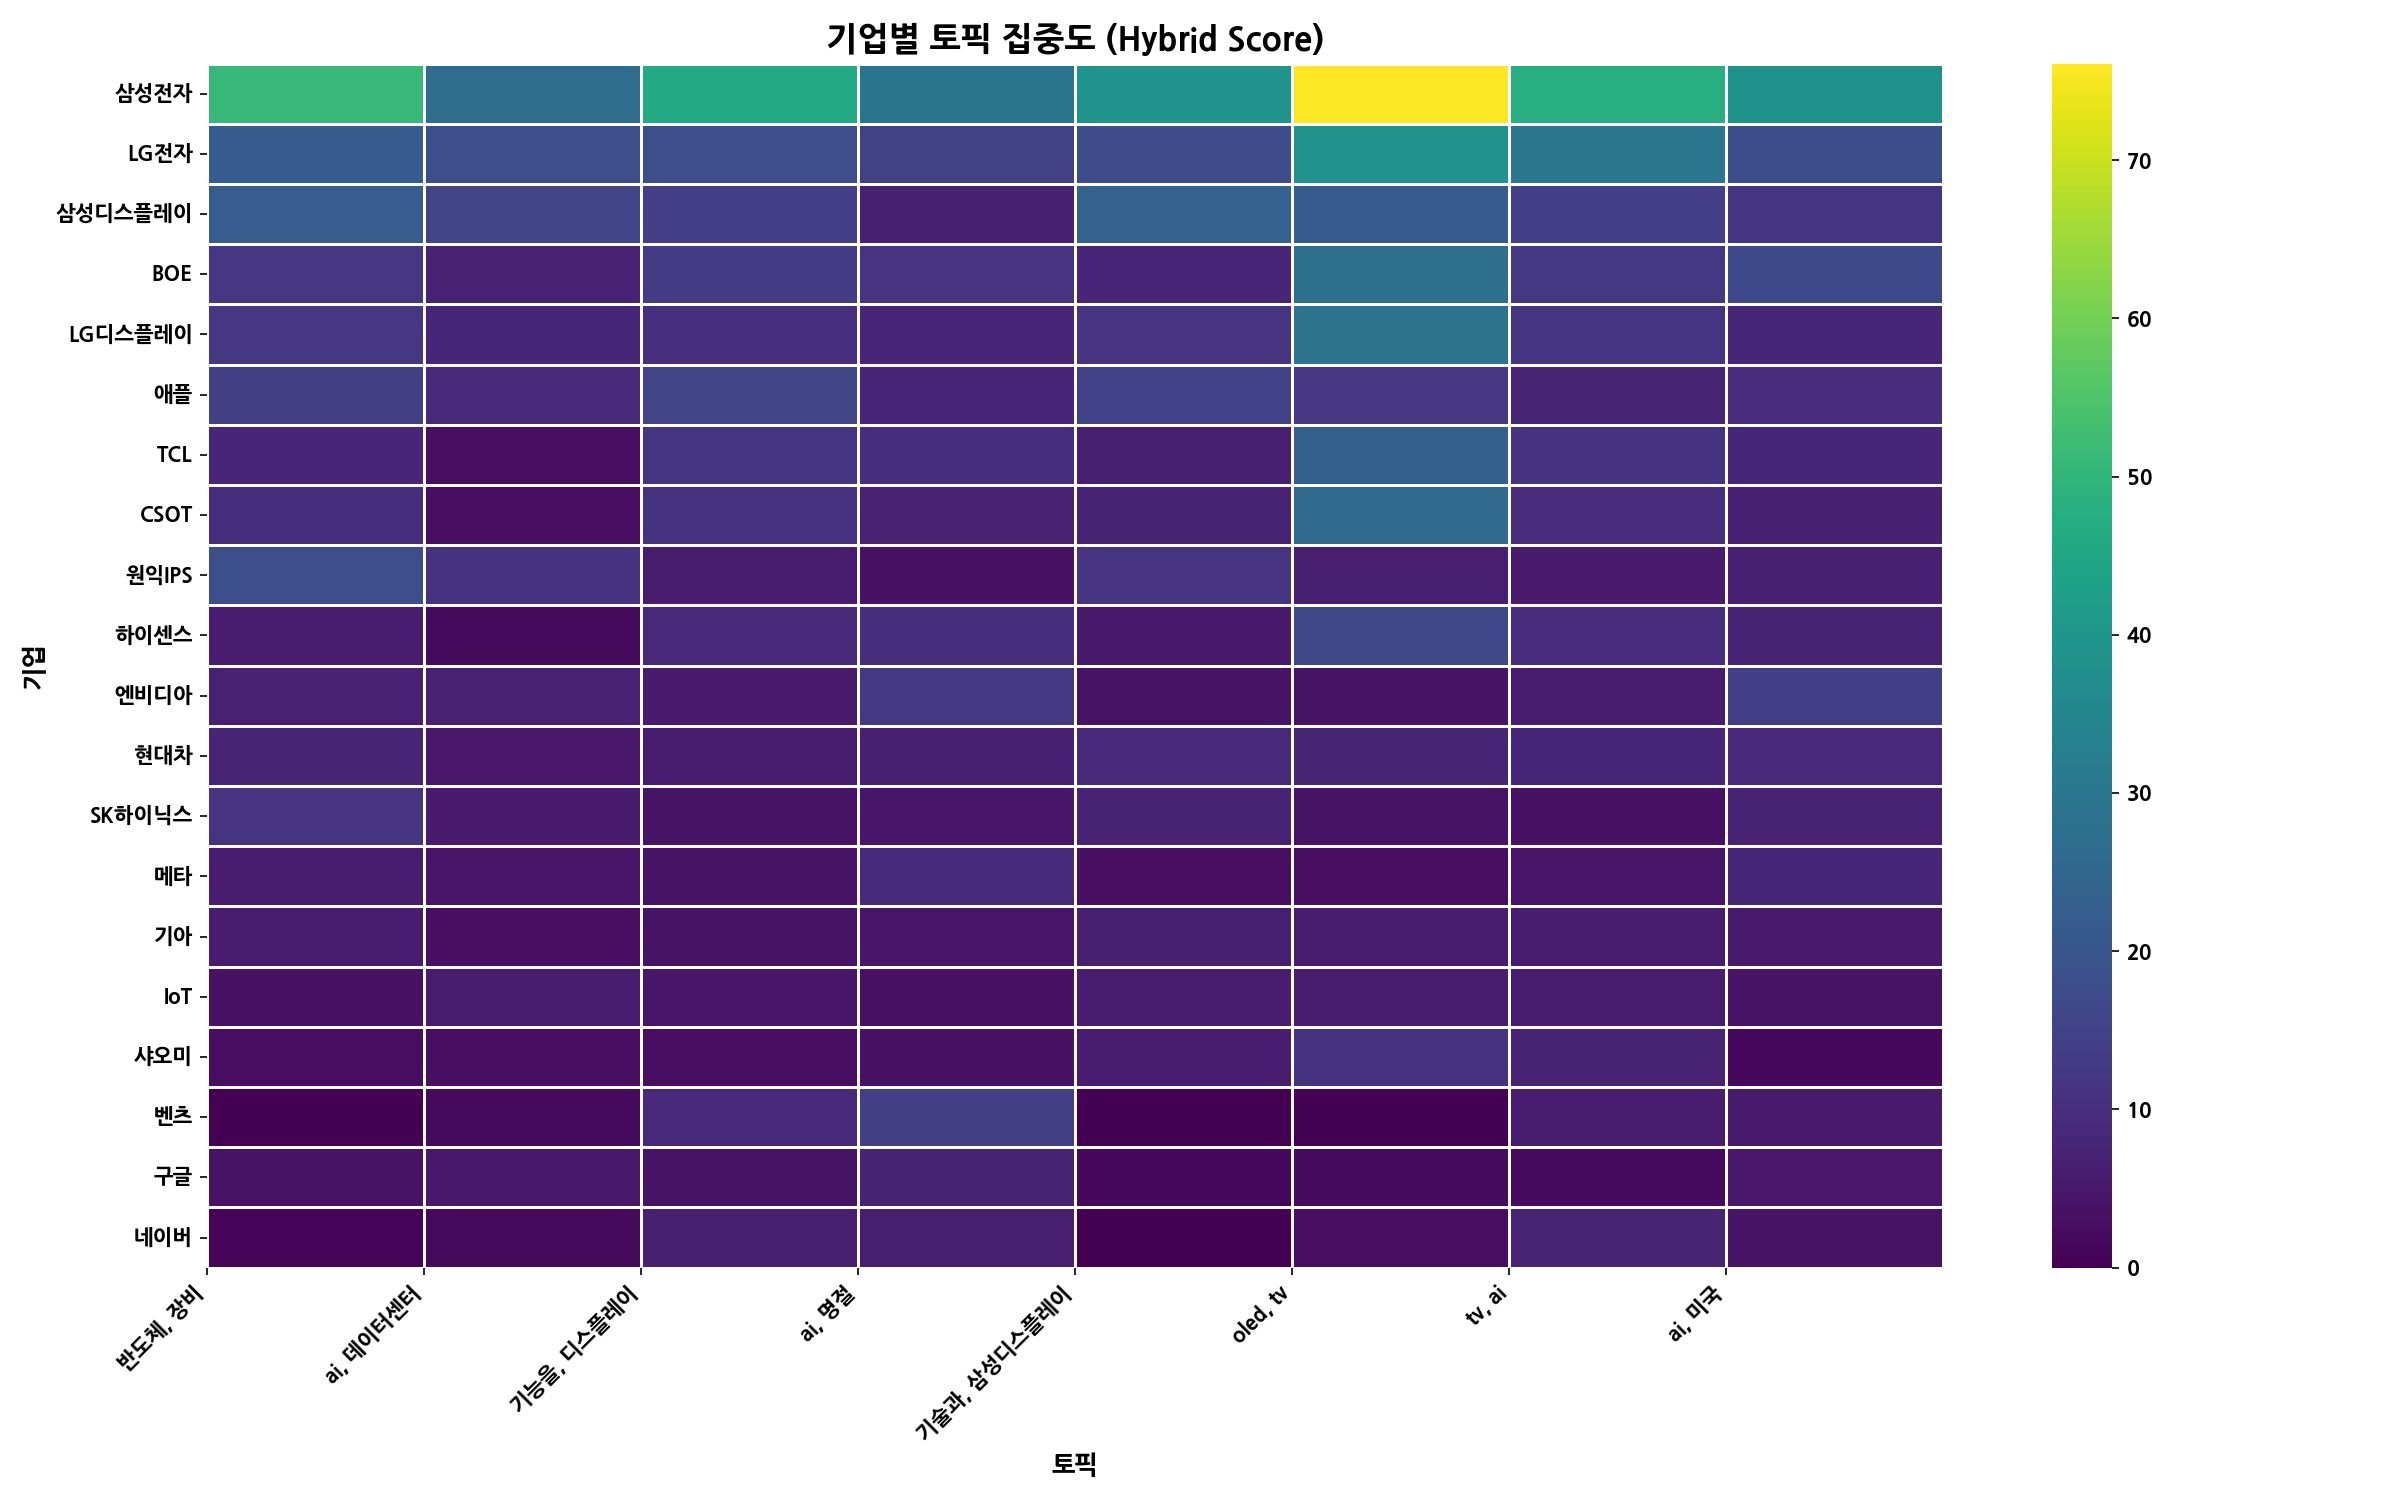 기업별 토픽 집중도 (Hybrid Score)
기업
삼성전자
LG전자
삼성디스플레이
BOE
LG디스플레이
애플
TCL
CSOT
원익IPS
하이센스
엔비디아
현대차
SK하이닉스
메타
기아
IoT
샤오미
벤츠
구글
네이버
반도체, 장비
ai, 데이터센터
기능을, 디스플레이
ai, 명절
기술과, 삼성디스플레이
oled, tv
tv, ai
ai, 미국
토픽
70
60
50
40
30
20
10
0